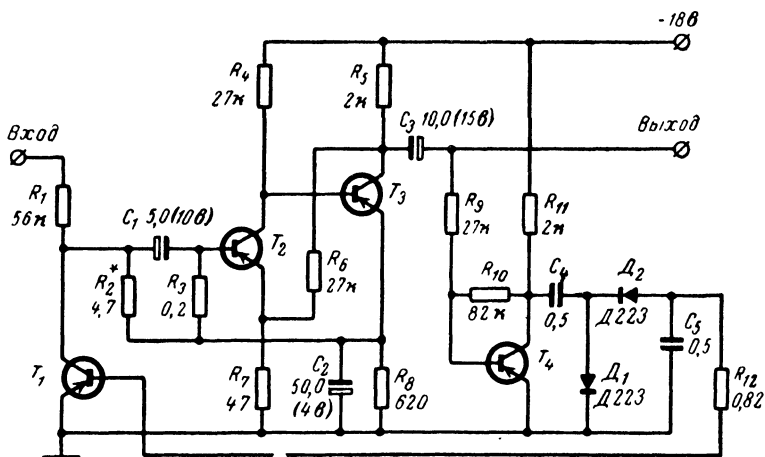 -18в
R4
27к
R5
2к
C3 10,0(15в)
Выход
Вход
R1
56к
C1 5,0(10в)
T2
T3
R9
27к
R11
2к
R2*
4,7
R3
0,2
R6
27к
R10
82к
C4
0,5
Д2
Д223
C5
0,5
T1
R7
47
C2
50,0
(4в)
R8
620
T4
Д1
Д223
R12
0,82